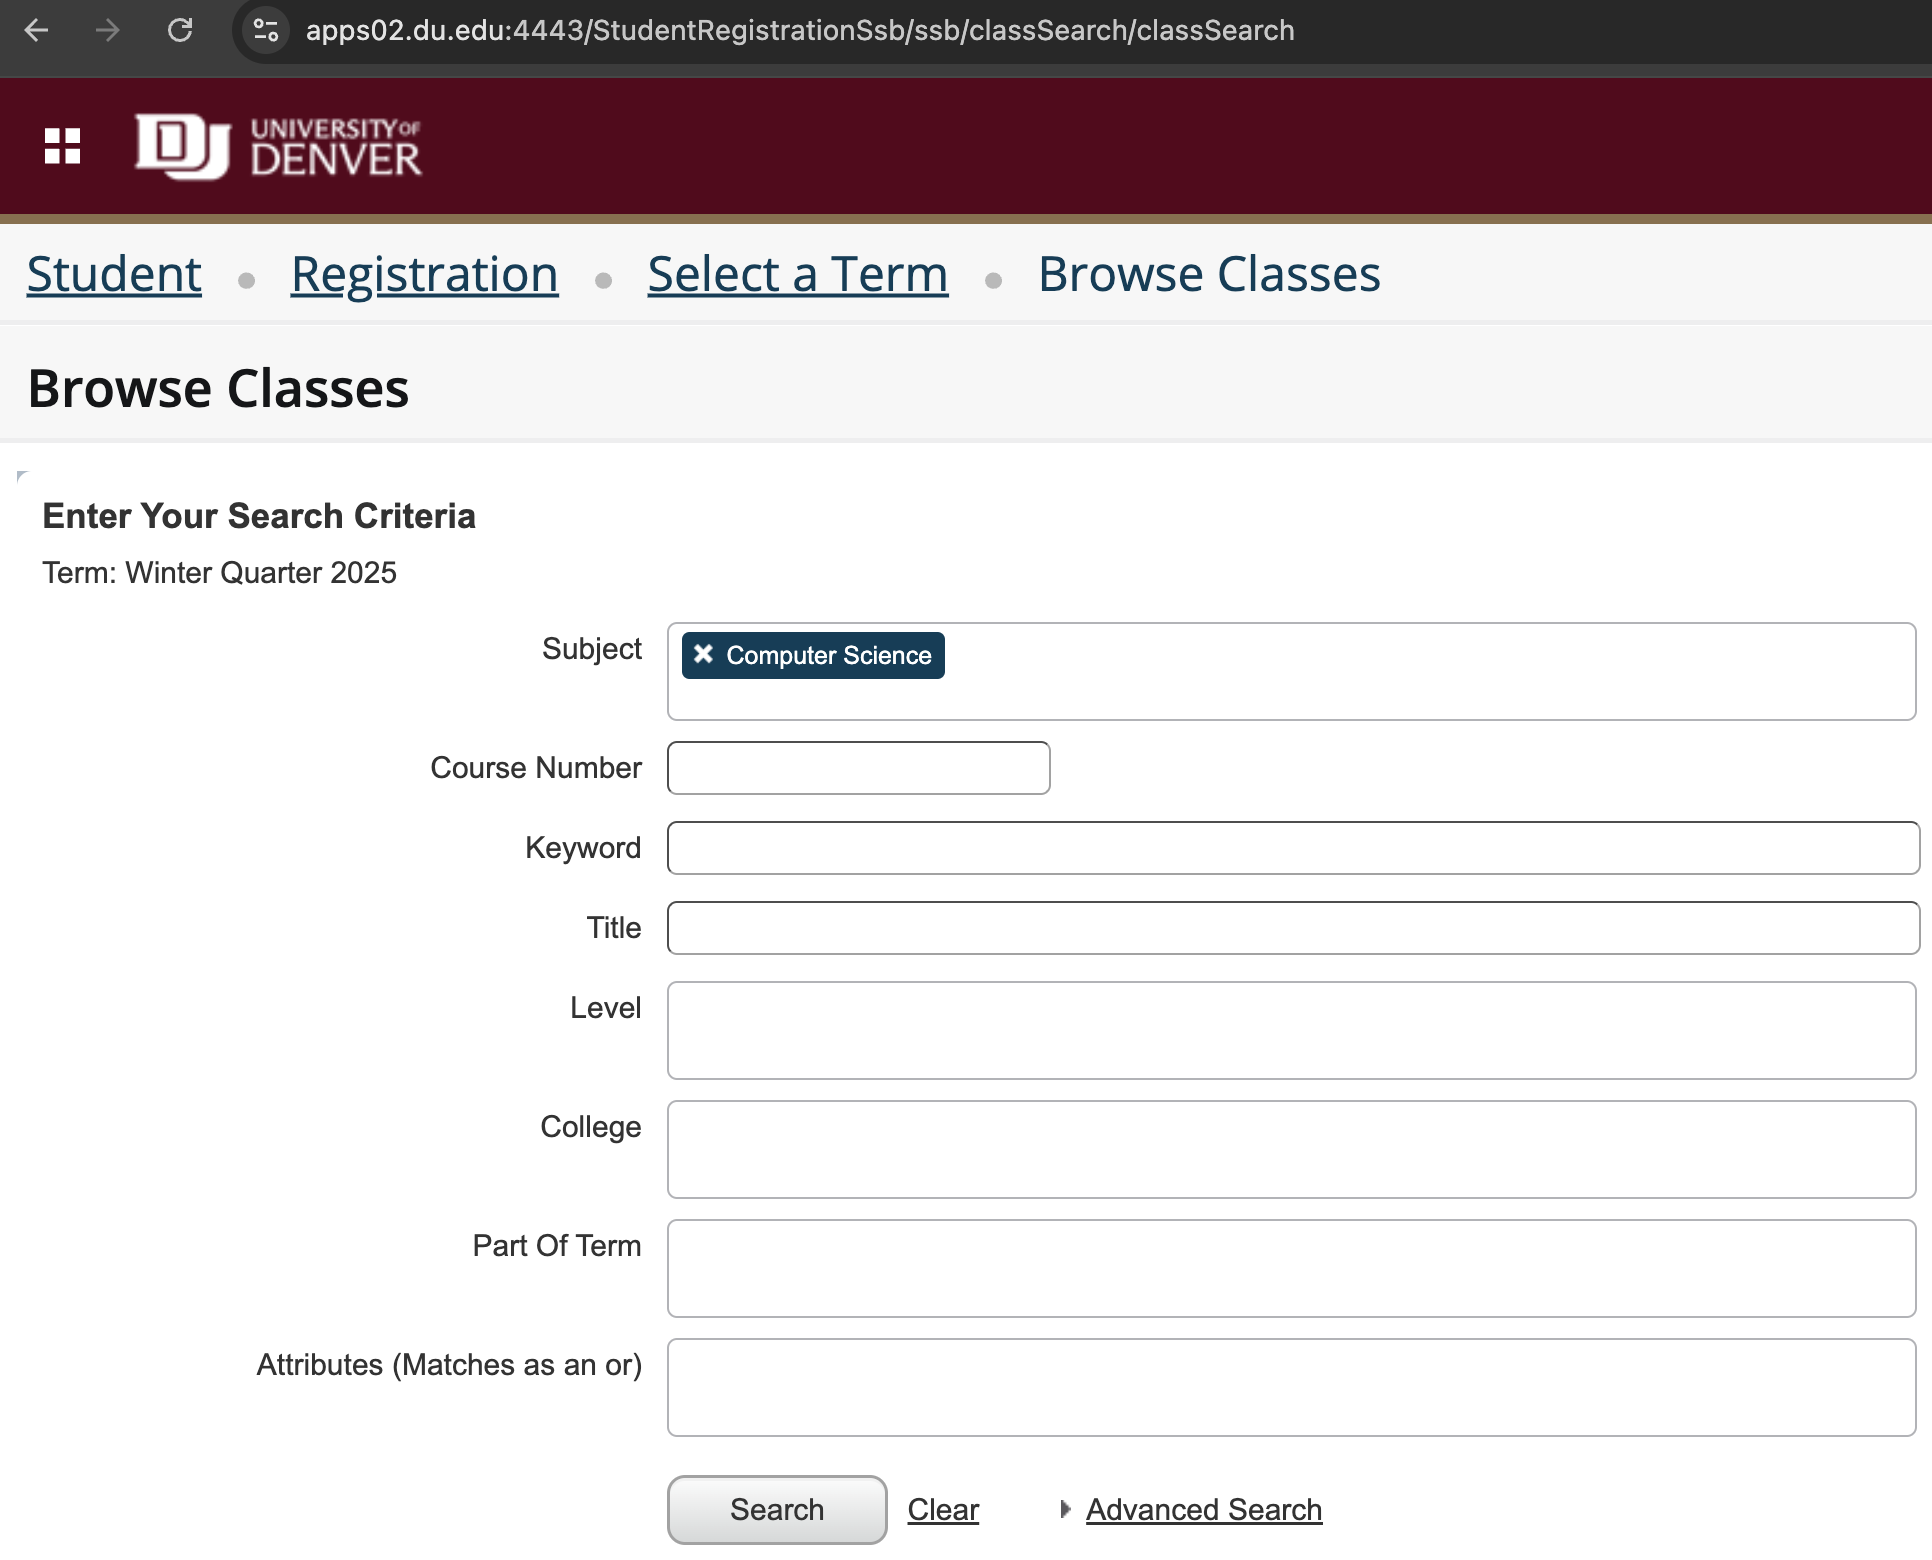 apps02.du.edu:4443/StudentRegistrationSsb/ssb/classSearch/classSearch
DU UNIVERSITY OF
DENVER
Student • Registration • Select a Term • Browse Classes
Browse Classes
Enter Your Search Criteria
Term: Winter Quarter 2025
Subject
✖ Computer Science
Course Number
Keyword
Title
Level
College
Part Of Term
Attributes (Matches as an or)
Search Clear Advanced Search